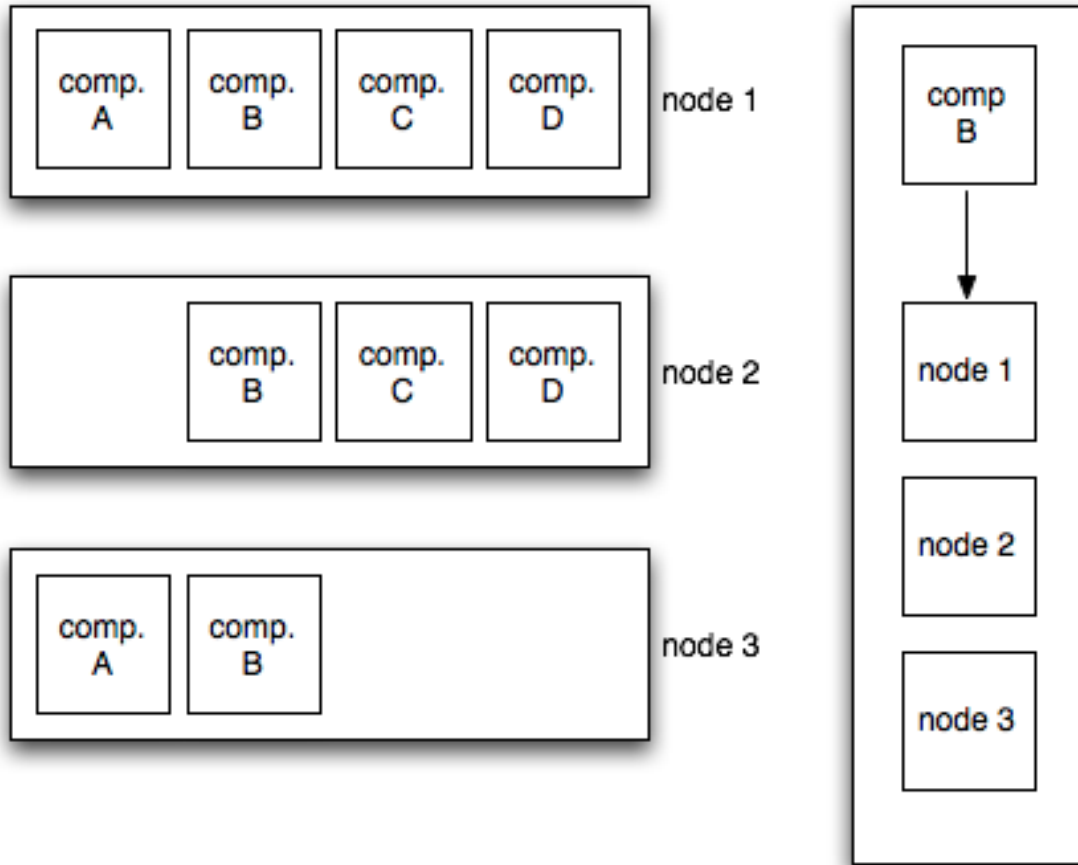 comp.
A
comp.
B
comp.
C
comp.
D
node 1
comp.
B
comp.
C
comp.
D
node 2
comp.
A
comp.
B
node 3
comp
B
node 1
node 2
node 3